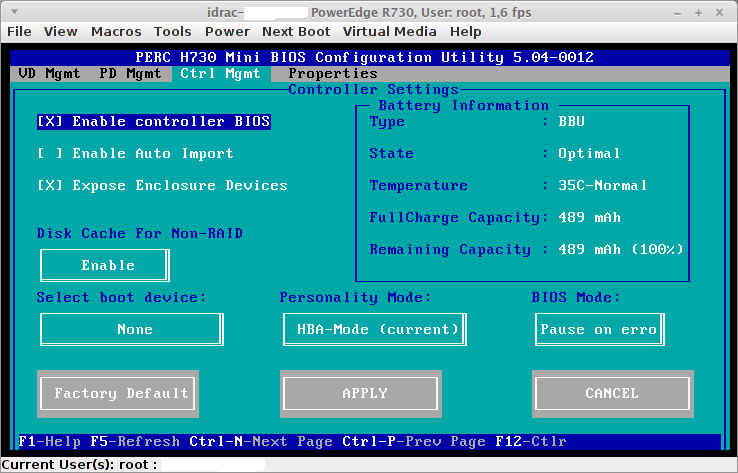 idrac- PowerEdge R730, User: root, 1,6 fps
File View Macros Tools Power Next Boot Virtual Media Help
PERC H730 Mini BIOS Configuration Utility 5.04-0012
VD Mgmt PD Mgmt Ctrl Mgmt Properties
Controller Settings
[X] Enable controller BIOS
[ ] Enable Auto Import
[X] Expose Enclosure Devices
Battery Information
Type : BBU
State : Optimal
Temperature : 35C-Normal
FullCharge Capacity: 489 mAh
Remaining Capacity : 489 mAh (100%)
Disk Cache For Non-RAID
Enable
Select boot device: Personality Mode: BIOS Mode:
None HBA-Mode (current) Pause on erro
Factory Default APPLY CANCEL
F1-Help F5-Refresh Ctrl-N-Next Page Ctrl-P-Prev Page F12-Ctlr
Current User(s): root :